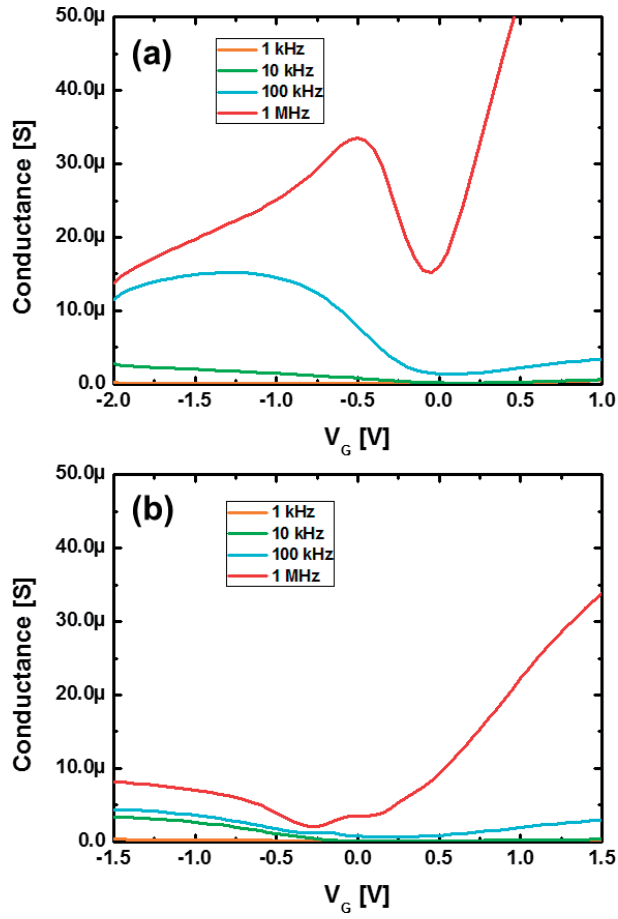 (a)
1 kHz
10 kHz
100 kHz
1 MHz
50.0µ
40.0µ
30.0µ
20.0µ
10.0µ
0.0
Conductance [S]
-2.0 -1.5 -1.0 -0.5 0.0 0.5 1.0
V_G [V]
(b)
1 kHz
10 kHz
100 kHz
1 MHz
50.0µ
40.0µ
30.0µ
20.0µ
10.0µ
0.0
Conductance [S]
-1.5 -1.0 -0.5 0.0 0.5 1.0 1.5
V_G [V]